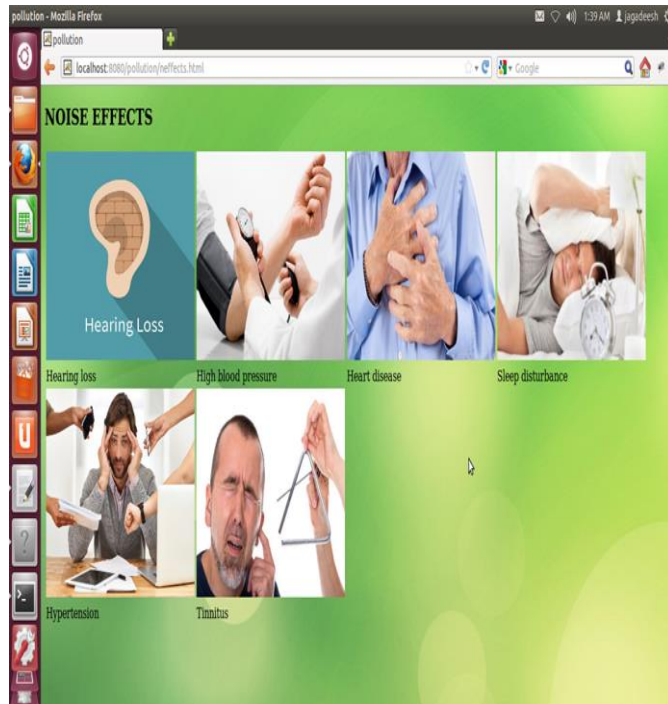 pollution - Mozilla Firefox
1:39 AM jagadeesh
pollution
localhost:8080/pollution/neffects.html
Google
NOISE EFFECTS
Hearing Loss
Hearing loss
High blood pressure
Heart disease
Sleep disturbance
Hypertension
Tinnitus